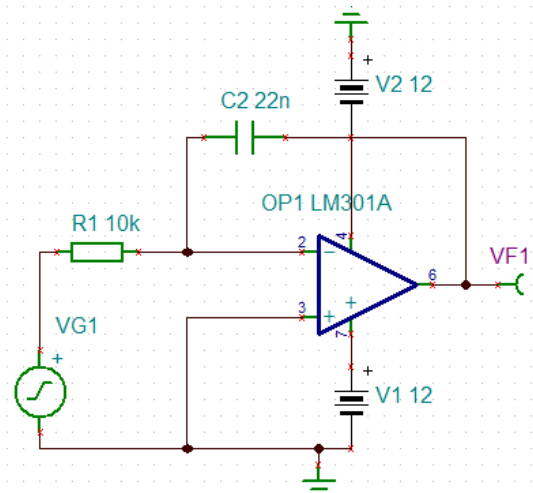 +
V2 12
C2 22n
OP1 LM301A
R1 10k
4
2
−
VF1
6
3
+
+
7
VG1
+
+
V1 12